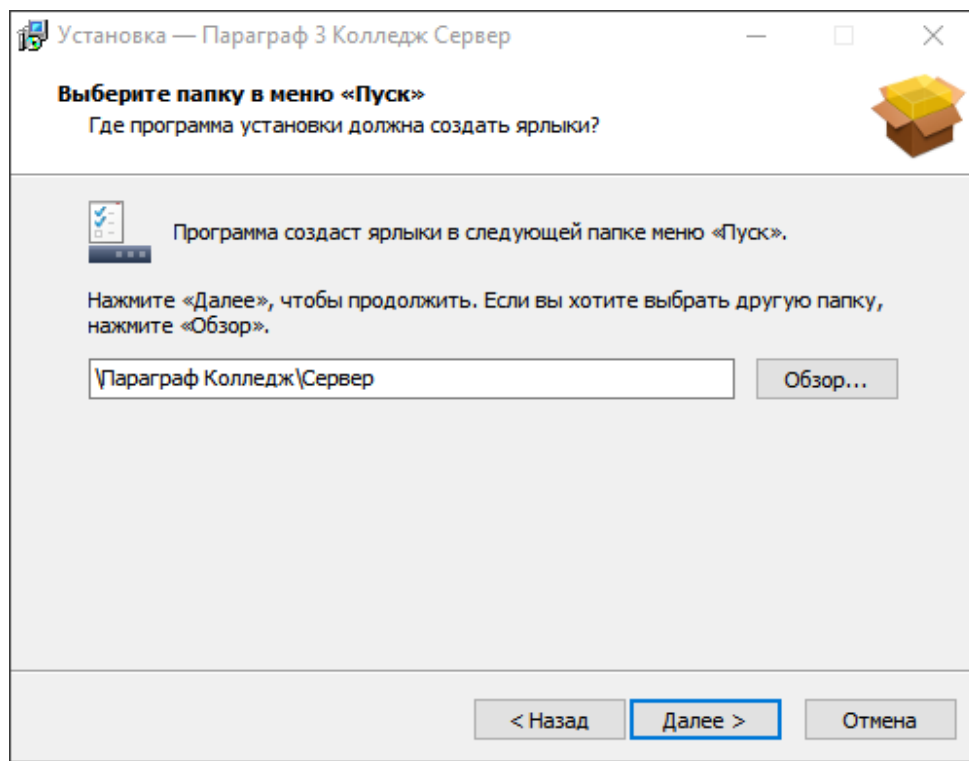 Установка — Параграф 3 Колледж Сервер
Выберите папку в меню «Пуск»
Где программа установки должна создать ярлыки?
Программа создаст ярлыки в следующей папке меню «Пуск».
Нажмите «Далее», чтобы продолжить. Если вы хотите выбрать другую папку,
нажмите «Обзор».
\Параграф Колледж\Сервер
Обзор...
< Назад
Далее >
Отмена